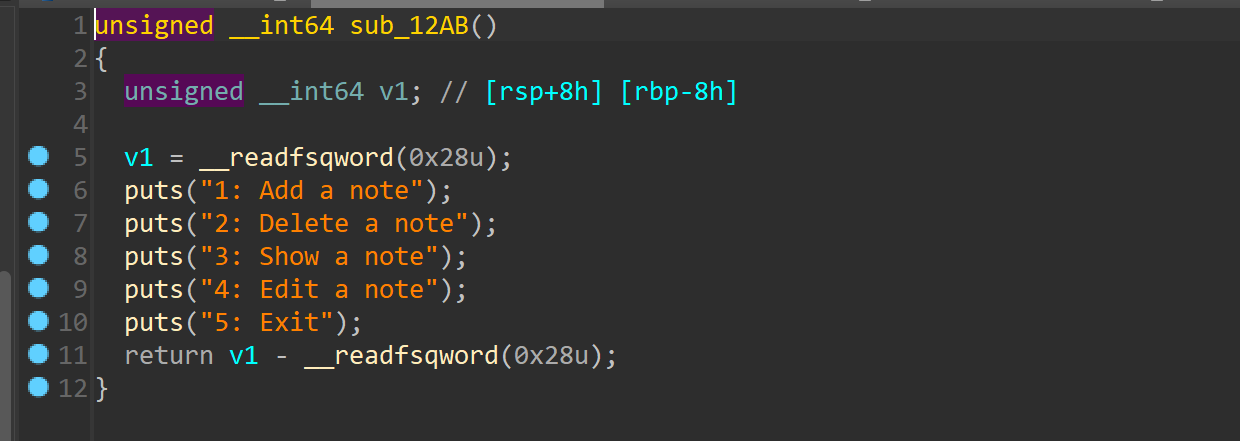 1 unsigned __int64 sub_12AB()
2 {
3 unsigned __int64 v1; // [rsp+8h] [rbp-8h]
4
5 v1 = __readfsqword(0x28u);
6 puts("1: Add a note");
7 puts("2: Delete a note");
8 puts("3: Show a note");
9 puts("4: Edit a note");
10 puts("5: Exit");
11 return v1 - __readfsqword(0x28u);
12 }